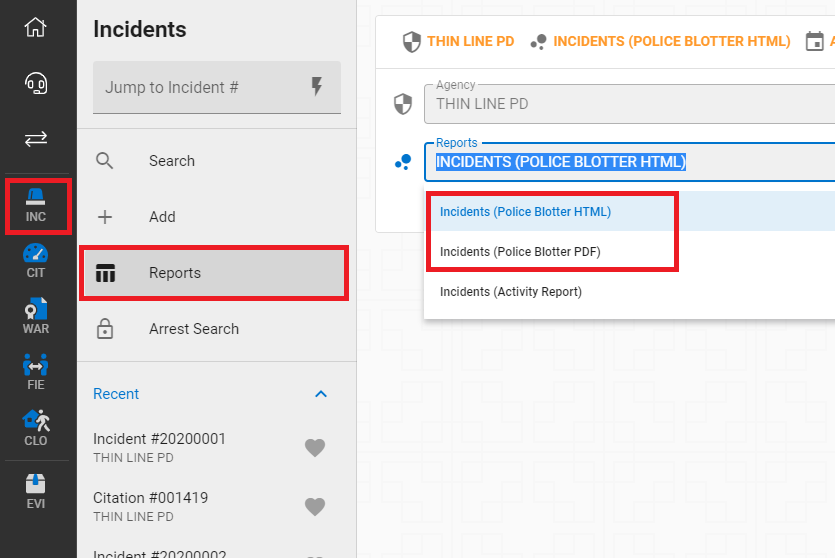 INC
CIT
WAR
FIE
CLO
EVI
Incidents
Jump to Incident #
Search
Add
Reports
Arrest Search
Recent
Incident #20200001
THIN LINE PD
Citation #001419
THIN LINE PD
Incident #20200002
THIN LINE PD INCIDENTS (POLICE BLOTTER HTML)
Agency
THIN LINE PD
Reports
INCIDENTS (POLICE BLOTTER HTML)
Incidents (Police Blotter HTML)
Incidents (Police Blotter PDF)
Incidents (Activity Report)